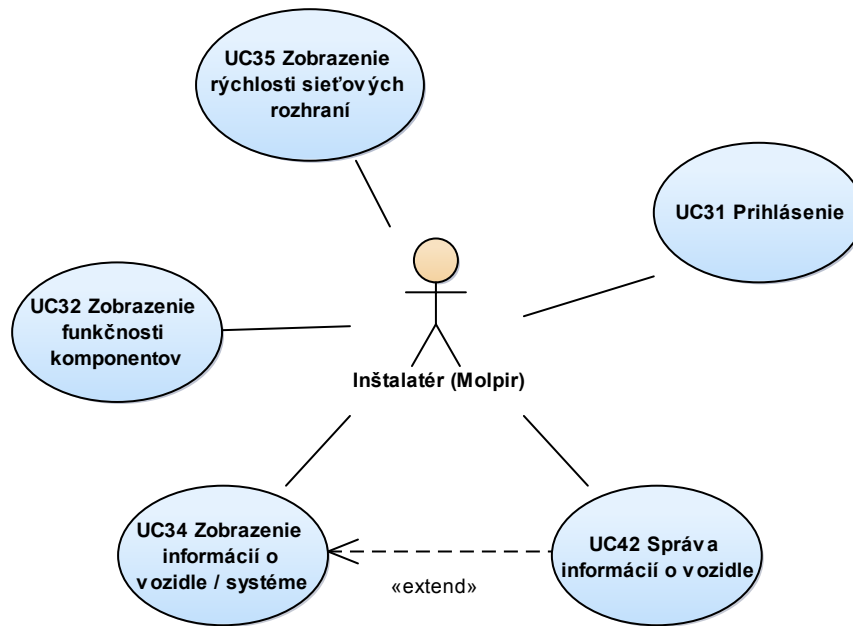 UC35 Zobrazenie
rýchlosti sieťových
rozhraní
UC31 Prihlásenie
UC32 Zobrazenie
funkčnosti
komponentov
Inštalatér (Molpir)
UC34 Zobrazenie
informácií o
vozidle / systéme
UC42 Správa
informácií o vozidle
«extend»